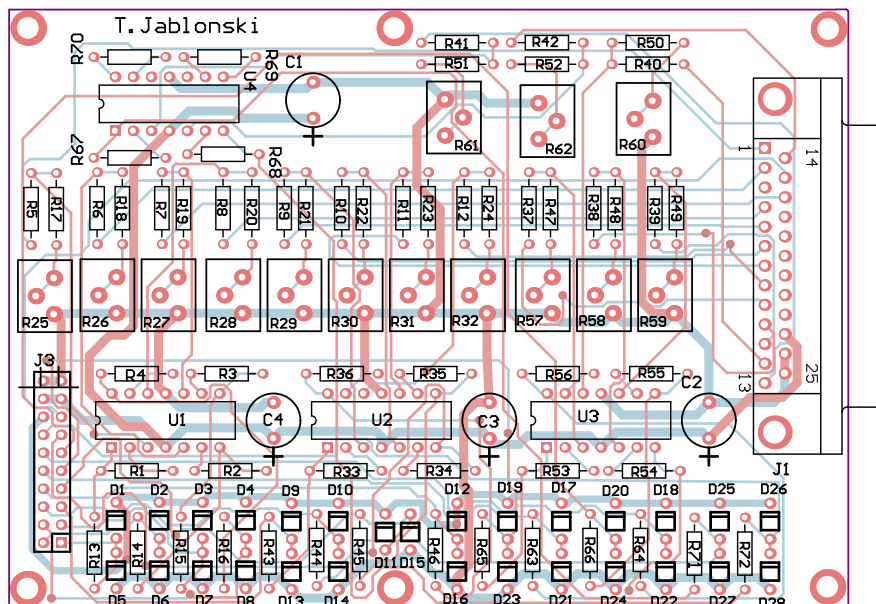 T.Jablonski
R70 R69 U4 C1 R41 R42 R50
R51 R52 R40
R67 R68 R61 R62 R60 1 14
R5 R17 R6 R18 R7 R19 R8 R20 R9 R21 R10 R22 R11 R23 R12 R24 R37 R47 R38 R48 R39 R49
R25 R26 R27 R28 R29 R30 R31 R32 R57 R58 R59
J3 R4 R3 R36 R35 R56 R55 C2 13 25
U1 C4 U2 C3 U3
R1 R2 R33 R34 R53 R54 J1
D1 D2 D3 D4 D9 D10 D12 D19 D17 D20 D18 D25 D26
R13 R14 R15 R16 R43 R44 R45 D11 D15 R46 R65 R63 R66 R64 R71 R72
D5 D6 D7 D8 D13 D14 D16 D23 D21 D24 D22 D27 D28